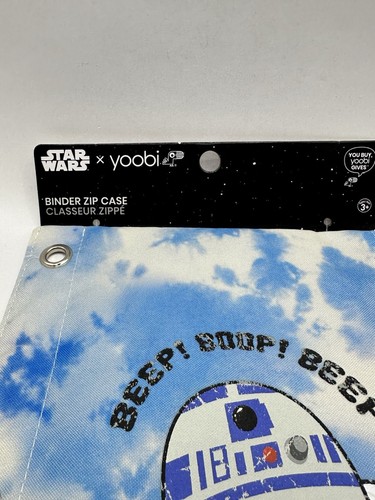 STAR WARS × yoobi
YOU BUY,
yoobi
GIVES
BINDER ZIP CASE
CLASSEUR ZIPPÉ
3+
BEEP! BOOP! BEEP